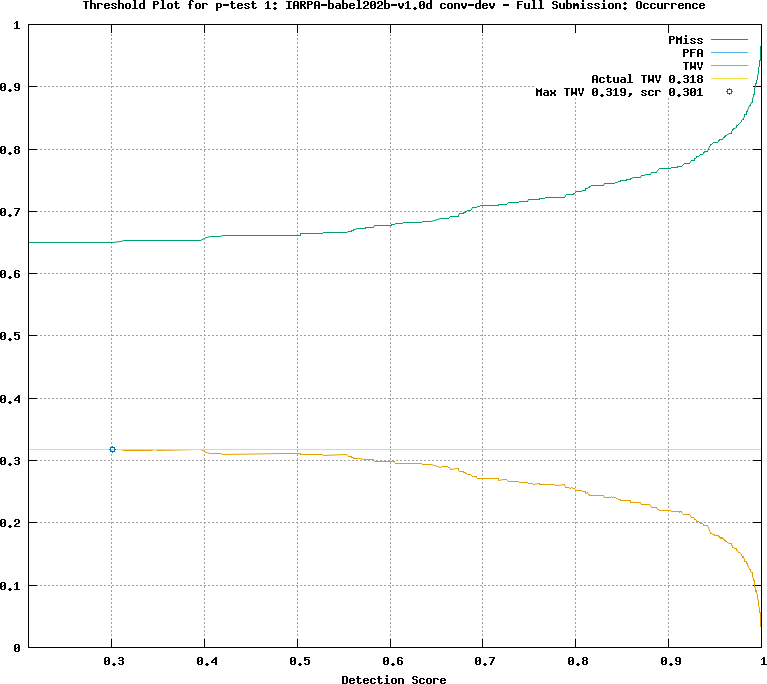 Threshold Plot for p-test 1: IARPA-babel202b-v1.0d conv-dev - Full Submission: Occurrence
PMiss
PFA
TWV
Actual TWV 0.318
Max TWV 0.319, scr 0.301
1
0.9
0.8
0.7
0.6
0.5
0.4
0.3
0.2
0.1
0
0.3 0.4 0.5 0.6 0.7 0.8 0.9 1
Detection Score